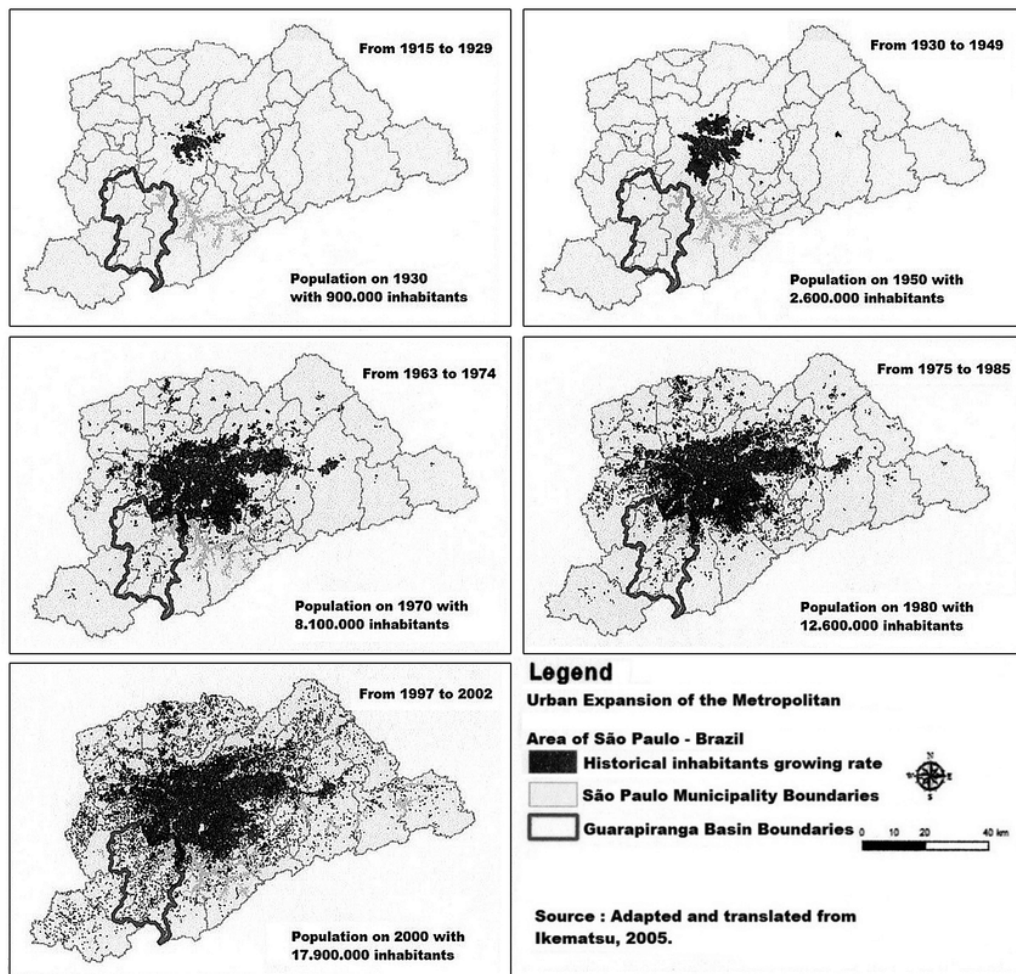 From 1915 to 1929
Population on 1930
with 900.000 inhabitants
From 1930 to 1949
Population on 1950 with
2.600.000 inhabitants
From 1963 to 1974
Population on 1970 with
8.100.000 inhabitants
From 1975 to 1985
Population on 1980 with
12.600.000 inhabitants
From 1997 to 2002
Population on 2000 with
17.900.000 inhabitants
Legend
Urban Expansion of the Metropolitan
Area of São Paulo - Brazil
Historical inhabitants growing rate
São Paulo Municipality Boundaries
Guarapiranga Basin Boundaries
N
W
E
S
0 10 20 40 km
Source : Adapted and translated from
Ikematsu, 2005.